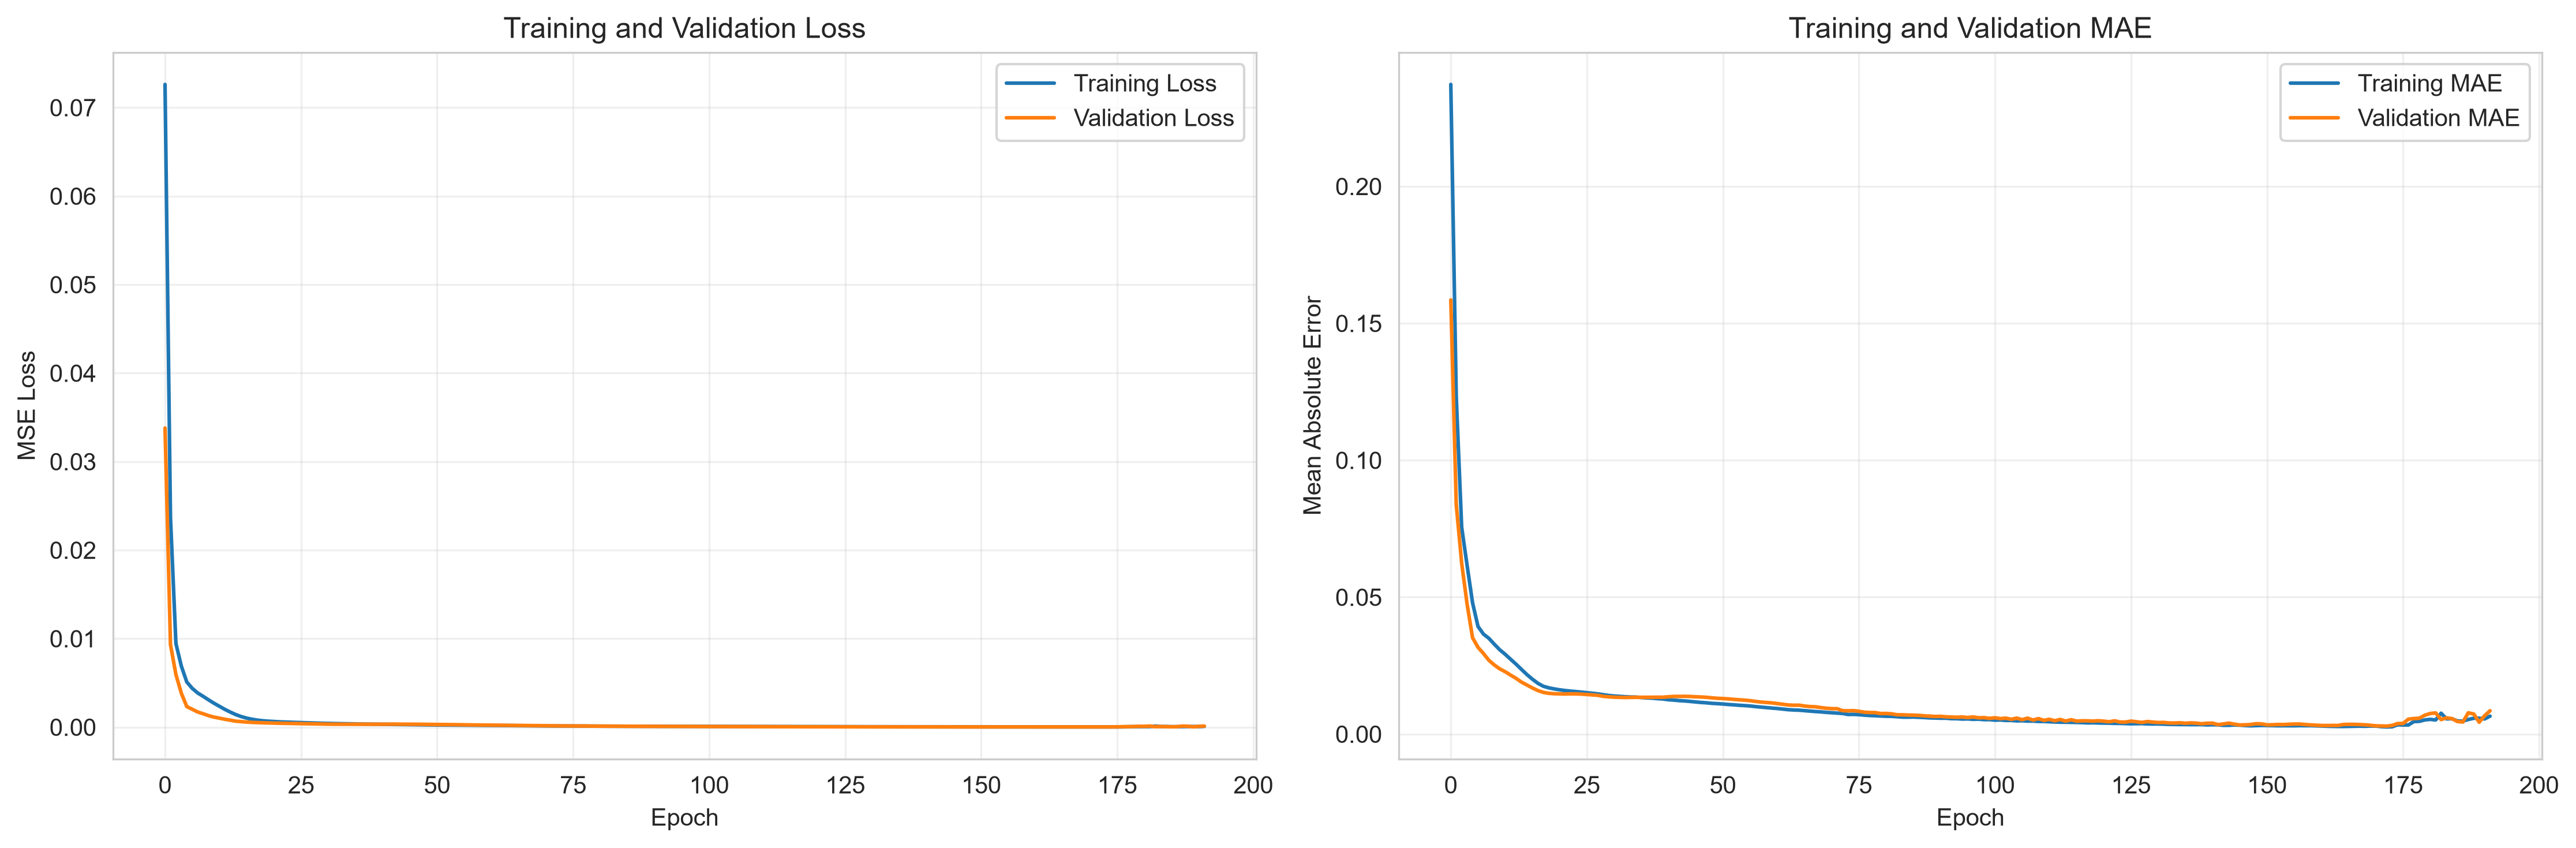 Training and Validation Loss
Training Loss
Validation Loss
MSE Loss
0.07
0.06
0.05
0.04
0.03
0.02
0.01
0.00
0 25 50 75 100 125 150 175 200
Epoch
Training and Validation MAE
Training MAE
Validation MAE
Mean Absolute Error
0.20
0.15
0.10
0.05
0.00
0 25 50 75 100 125 150 175 200
Epoch